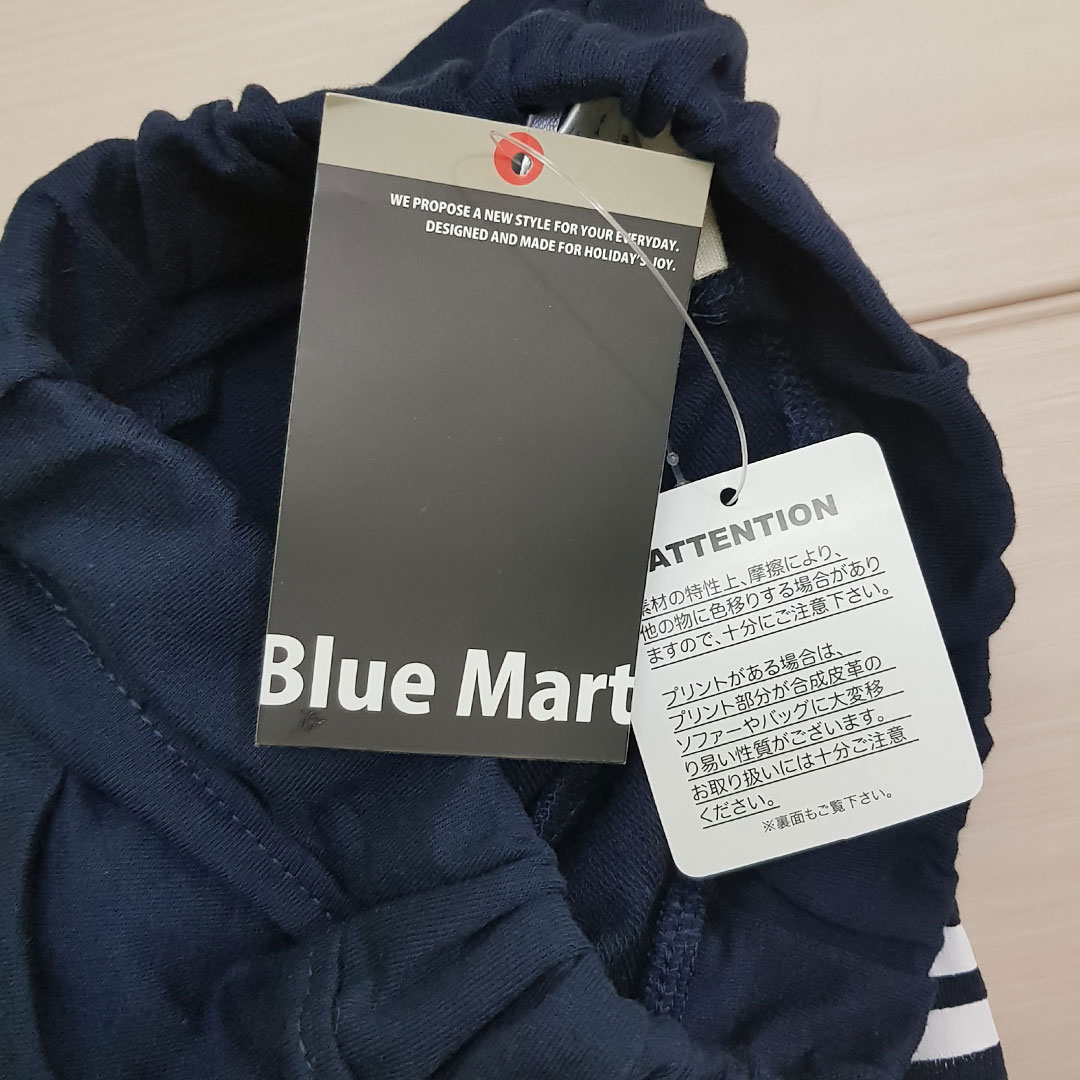 WE PROPOSE A NEW STYLE FOR YOUR EVERYDAY.
DESIGNED AND MADE FOR HOLIDAY'S JOY.
Blue Mart
ATTENTION
素材の特性上、摩擦により、
他の物に色移りする場合があり
ますので、十分にご注意下さい。
プリントがある場合は、
プリント部分が合成皮革の
ソファーやバッグに大変移
り易い性質がございます。
お取り扱いには十分ご注意
ください。
※裏面もご覧下さい。